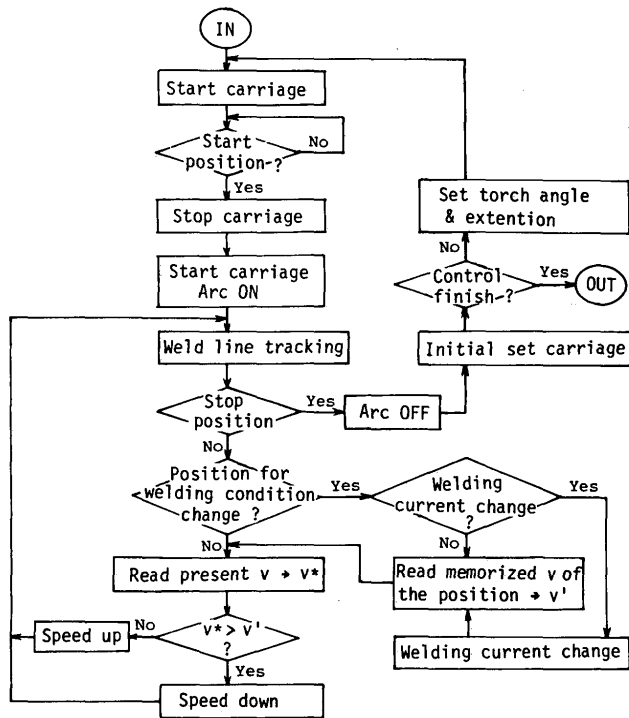 IN
Start carriage
Start
position-?
No
Yes
Stop carriage
Start carriage
Arc ON
Weld line tracking
Stop
position
Yes
Arc OFF
No
Position for
welding condition
change ?
Yes
Welding
current change
?
Yes
No
No
Read present v → v*
Read memorized v of
the position → v'
v* > v'
?
No
Speed up
Yes
Speed down
Welding current change
Initial set carriage
Control
finish-?
Yes
OUT
No
Set torch angle
& extention